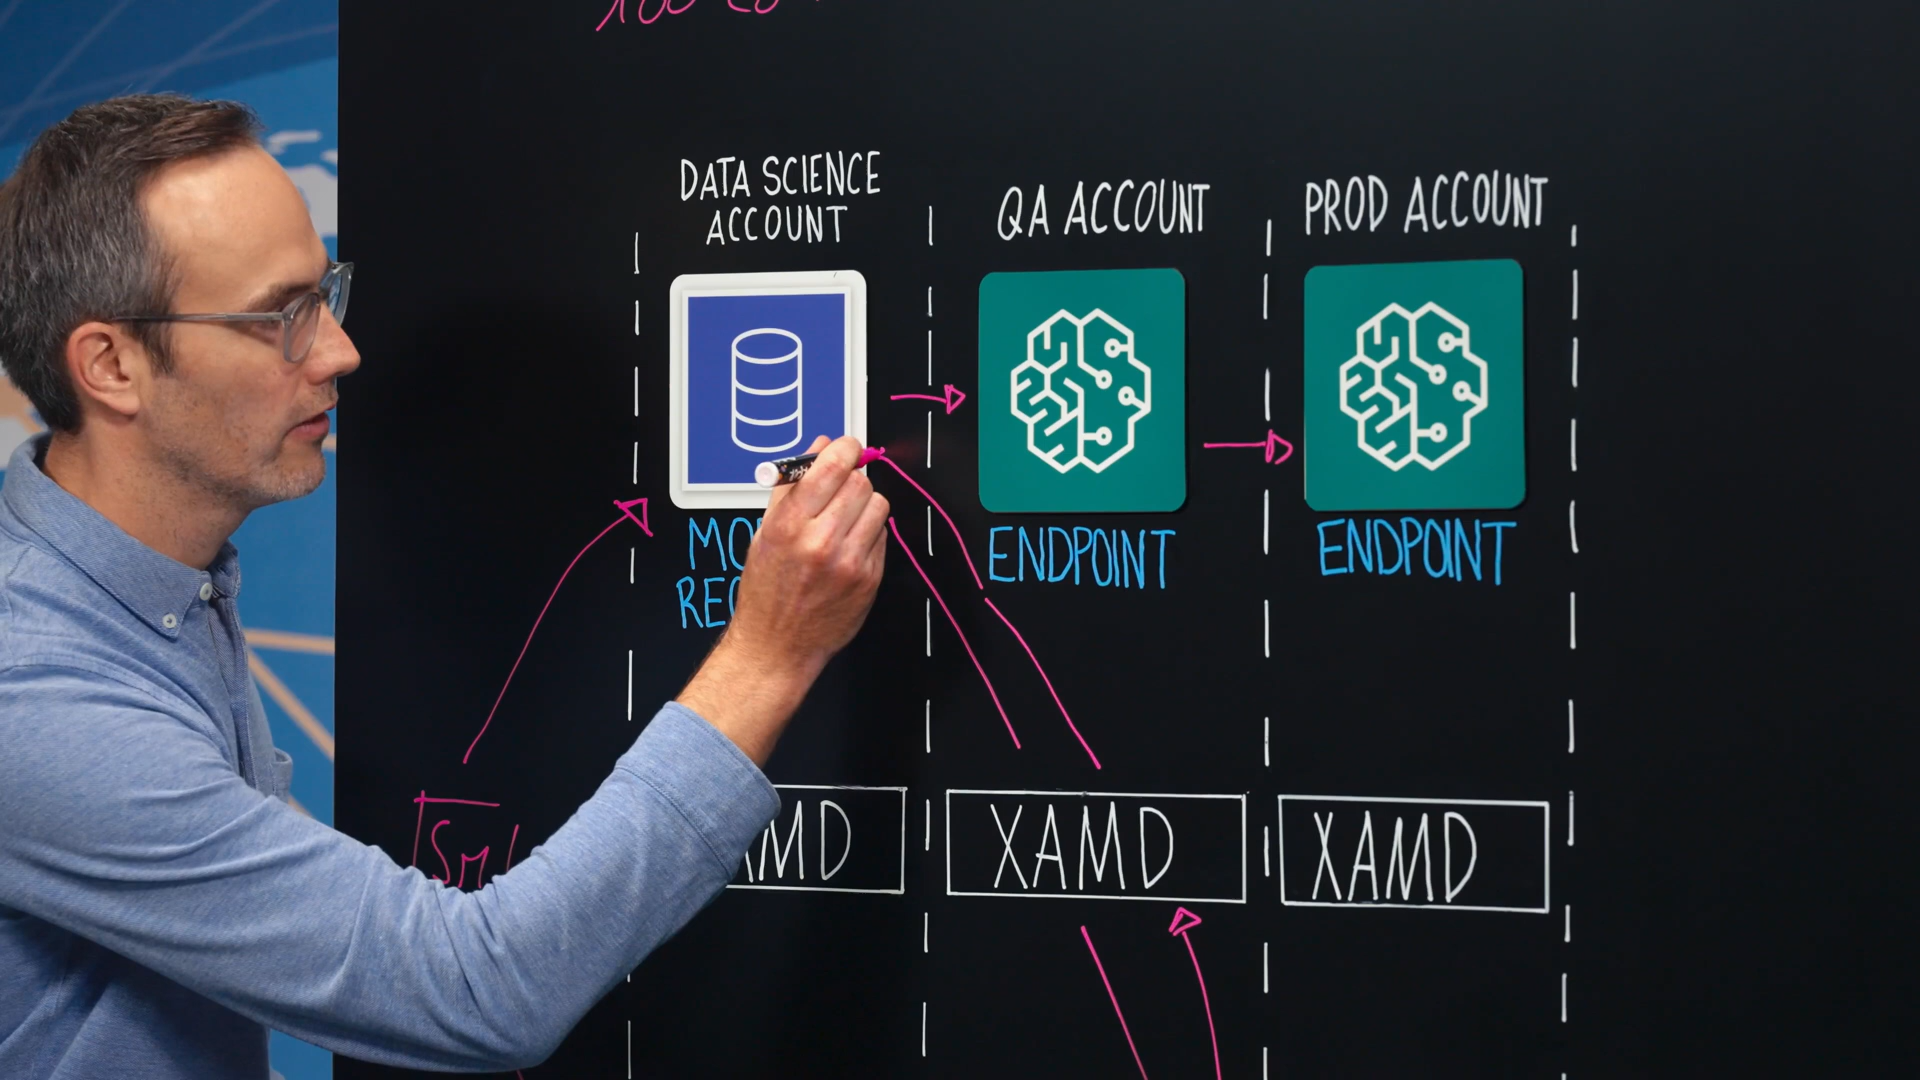 DATA SCIENCE
ACCOUNT
QA ACCOUNT
PROD ACCOUNT
ENDPOINT
ENDPOINT
XAMD
XAMD